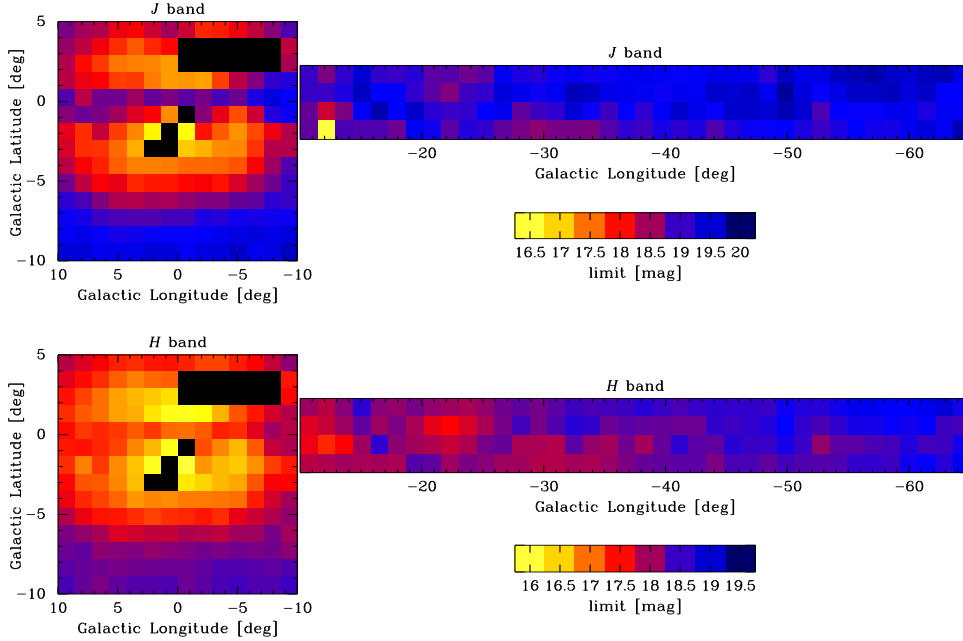 J band
5
0
−5
−10
Galactic Latitude [deg]
10 5 0 −5 −10
Galactic Longitude [deg]
J band
−20 −30 −40 −50 −60
Galactic Longitude [deg]
16.5 17 17.5 18 18.5 19 19.5 20
limit [mag]
H band
5
0
−5
−10
Galactic Latitude [deg]
10 5 0 −5 −10
Galactic Longitude [deg]
H band
−20 −30 −40 −50 −60
Galactic Longitude [deg]
16 16.5 17 17.5 18 18.5 19 19.5
limit [mag]